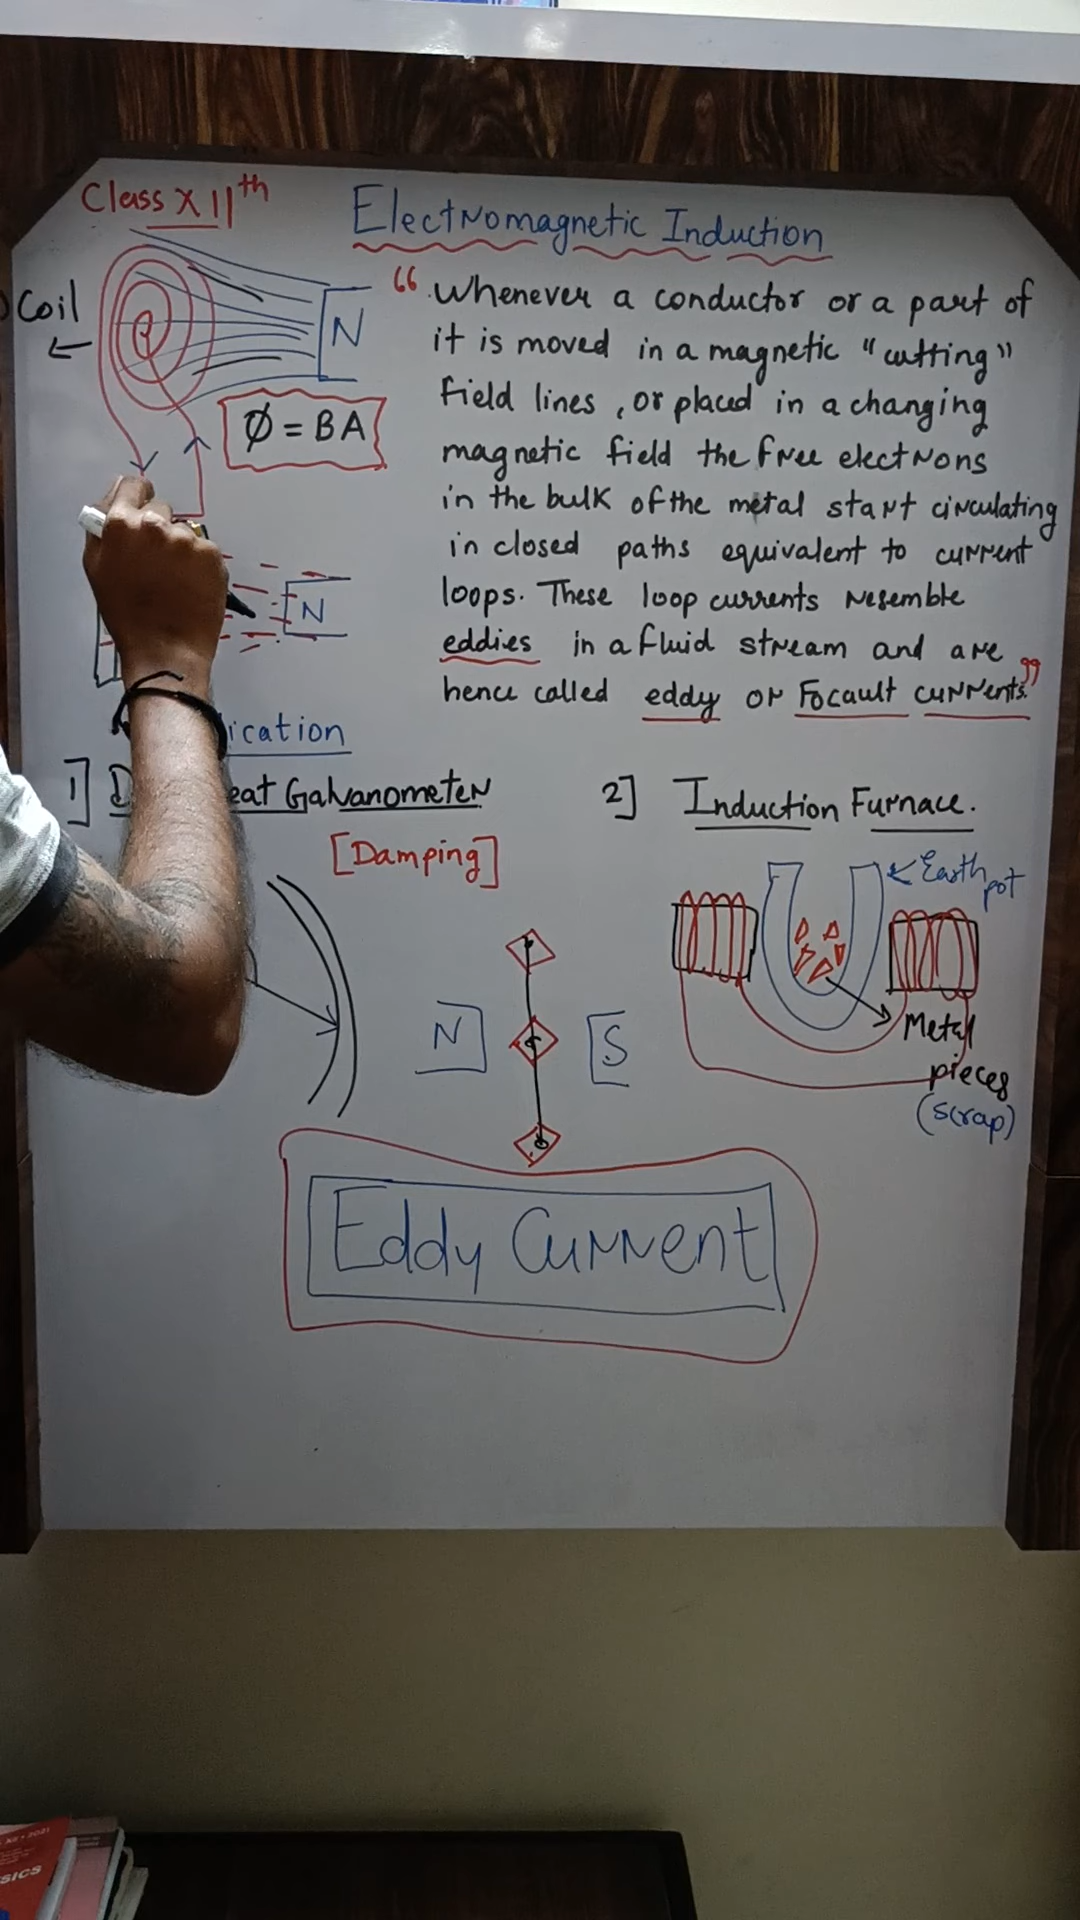 Class XIIth
Electromagnetic Induction
Coil
N
Ø = BA
“Whenever a conductor or a part of
it is moved in a magnetic “cutting”
field lines, or placed in a changing
magnetic field the free electrons
in the bulk of the metal start circulating
in closed paths equivalent to current
loops. These loop currents resemble
eddies in a fluid stream and are
hence called eddy or Focault currents.”
N
ication
1] D eat Galvanometer
[Damping]
N
S
2] Induction Furnace.
Earth pot
Metal
pieces
(scrap)
Eddy Current
SICS